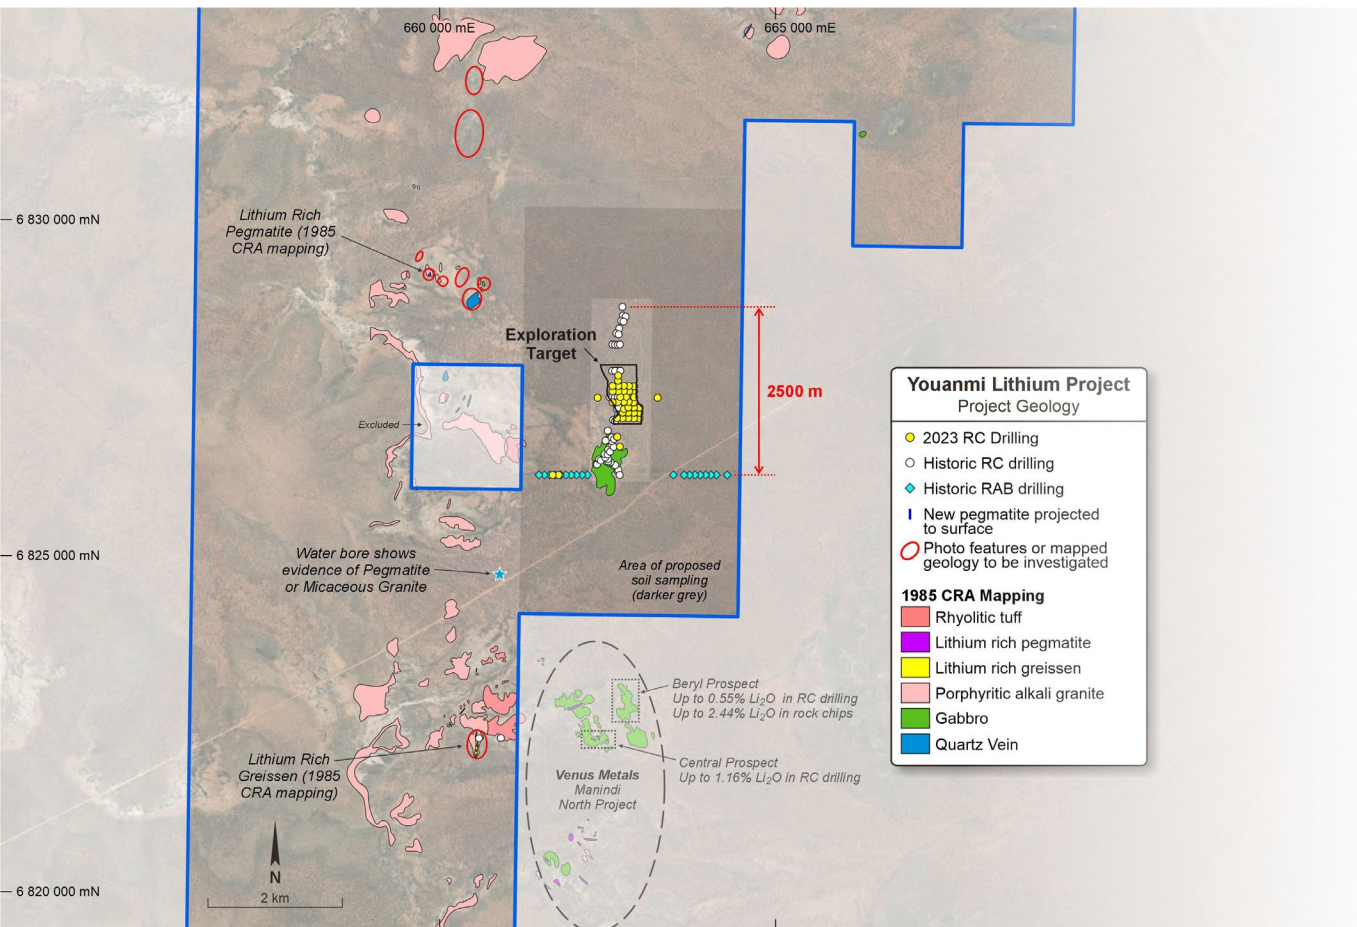 660 000 mE
665 000 mE
6 830 000 mN
Lithium Rich
Pegmatite (1985
CRA mapping)
Exploration
Target
2500 m
Excluded
Water bore shows
evidence of Pegmatite
or Micaceous Granite
6 825 000 mN
Area of proposed
soil sampling
(darker grey)
Beryl Prospect
Up to 0.55% Li₂O in RC drilling
Up to 2.44% Li₂O in rock chips
Central Prospect
Up to 1.16% Li₂O in RC drilling
Venus Metals
Manindi
North Project
Lithium Rich
Greissen (1985
CRA mapping)
N
2 km
6 820 000 mN
Youanmi Lithium Project
Project Geology
2023 RC Drilling
Historic RC drilling
Historic RAB drilling
New pegmatite projected
to surface
Photo features or mapped
geology to be investigated
1985 CRA Mapping
Rhyolitic tuff
Lithium rich pegmatite
Lithium rich greissen
Porphyritic alkali granite
Gabbro
Quartz Vein